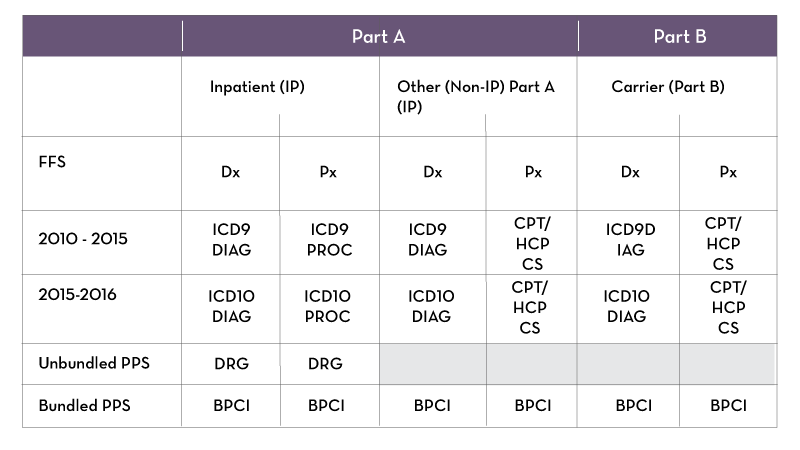 Part A Part B
Inpatient (IP) Other (Non-IP) Part A (IP) Carrier (Part B)
FFS Dx Px Dx Px Dx Px
2010 - 2015 ICD9 DIAG ICD9 PROC ICD9 DIAG CPT/ HCP CS ICD9D IAG CPT/ HCP CS
2015-2016 ICD10 DIAG ICD10 PROC ICD10 DIAG CPT/ HCP CS ICD10 DIAG CPT/ HCP CS
Unbundled PPS DRG DRG
Bundled PPS BPCI BPCI BPCI BPCI BPCI BPCI